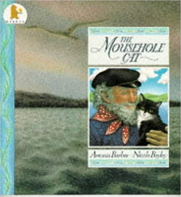 THE
MOUSEHOLE
CAT
Antonia Barber Nicola Bayley